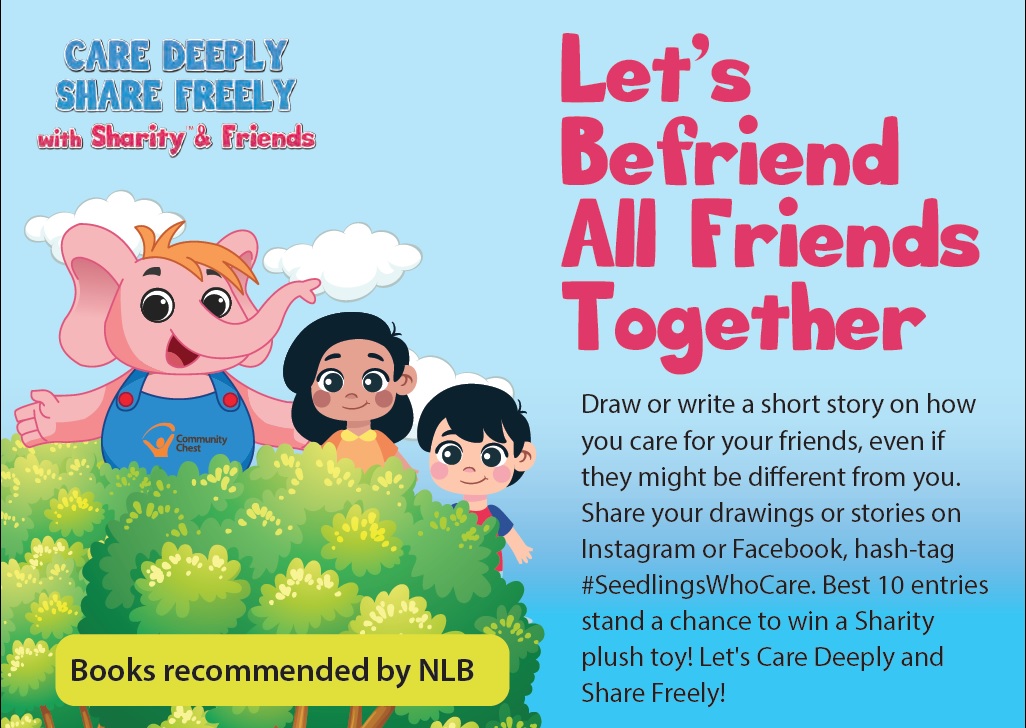 CARE DEEPLY
SHARE FREELY
with Sharity™ & Friends
Let's
Befriend
All Friends
Together
Community
Chest
Draw or write a short story on how
you care for your friends, even if
they might be different from you.
Share your drawings or stories on
Instagram or Facebook, hash-tag
#SeedlingsWhoCare. Best 10 entries
stand a chance to win a Sharity
plush toy! Let's Care Deeply and
Share Freely!
Books recommended by NLB